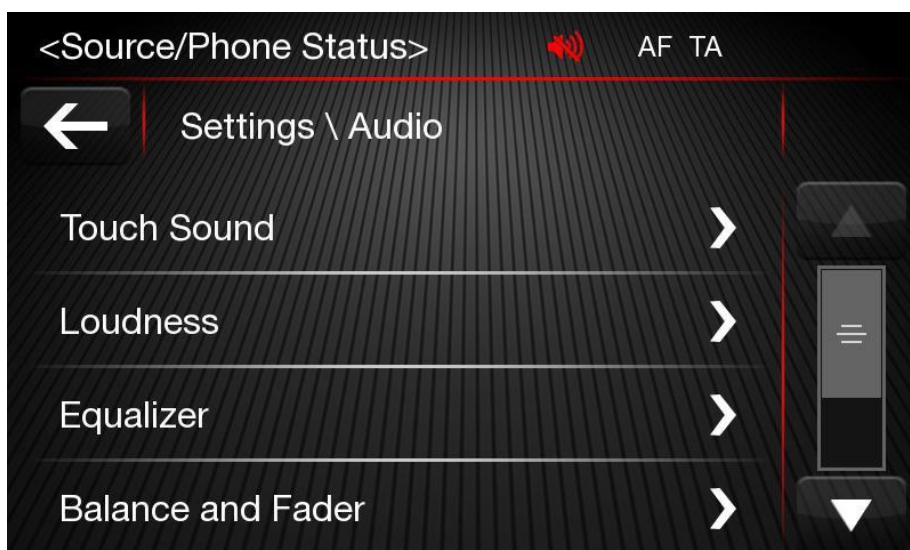 <Source/Phone Status> AF TA
Settings \ Audio
Touch Sound
Loudness
Equalizer
Balance and Fader